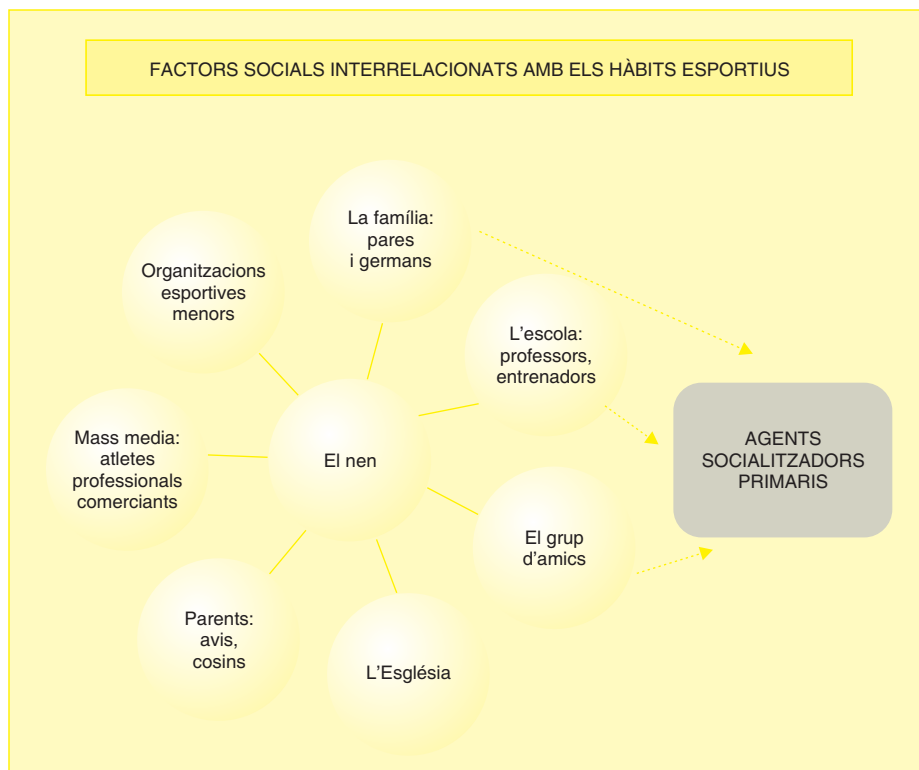 FACTORS SOCIALS INTERRELACIONATS AMB ELS HÀBITS ESPORTIUS
La família:
pares
i germans
Organitzacions
esportives
menors
L'escola:
professors,
entrenadors
Mass media:
atletes
professionals
comerciants
El nen
AGENTS
SOCIALITZADORS
PRIMARIS
El grup
d'amics
Parents:
avis,
cosins
L'Església